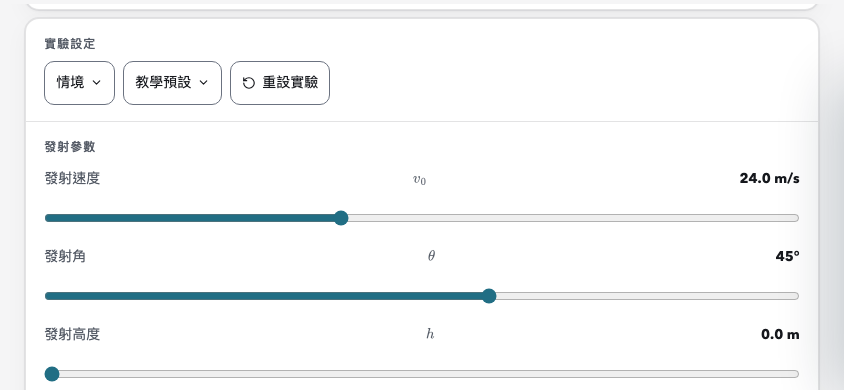 實驗設定
情境 教學預設 重設實驗
發射參數
發射速度 v₀ 24.0 m/s
發射角 θ 45°
發射高度 h 0.0 m